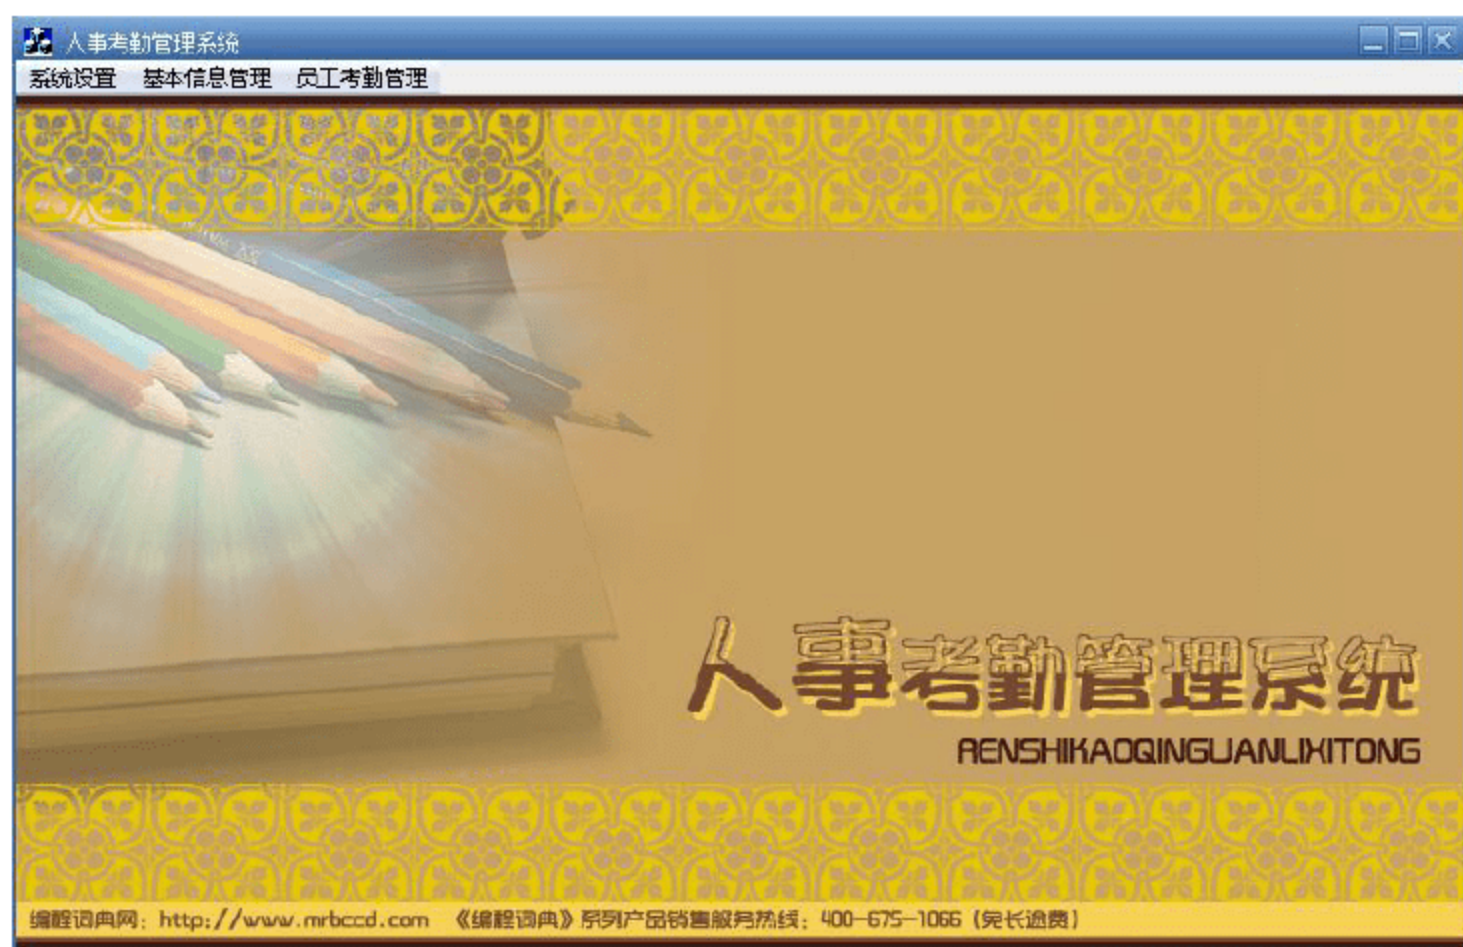 人事考勤管理系统
系统设置 基本信息管理 员工考勤管理
人事考勤管理系统
RENSHIKAOQINGUANLIXITONG
编程词典网：http://www.mrbccd.com 《编程词典》系列产品销售服务热线：400-675-1066（免长途费）